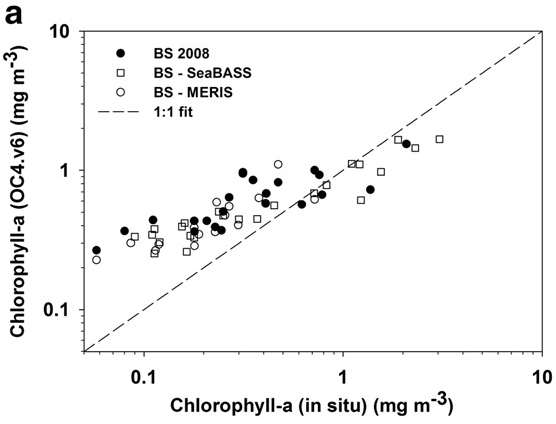 a
10
1
0.1
Chlorophyll-a (OC4.v6) (mg m⁻³)
BS 2008
BS - SeaBASS
BS - MERIS
1:1 fit
0.1
1
10
Chlorophyll-a (in situ) (mg m⁻³)